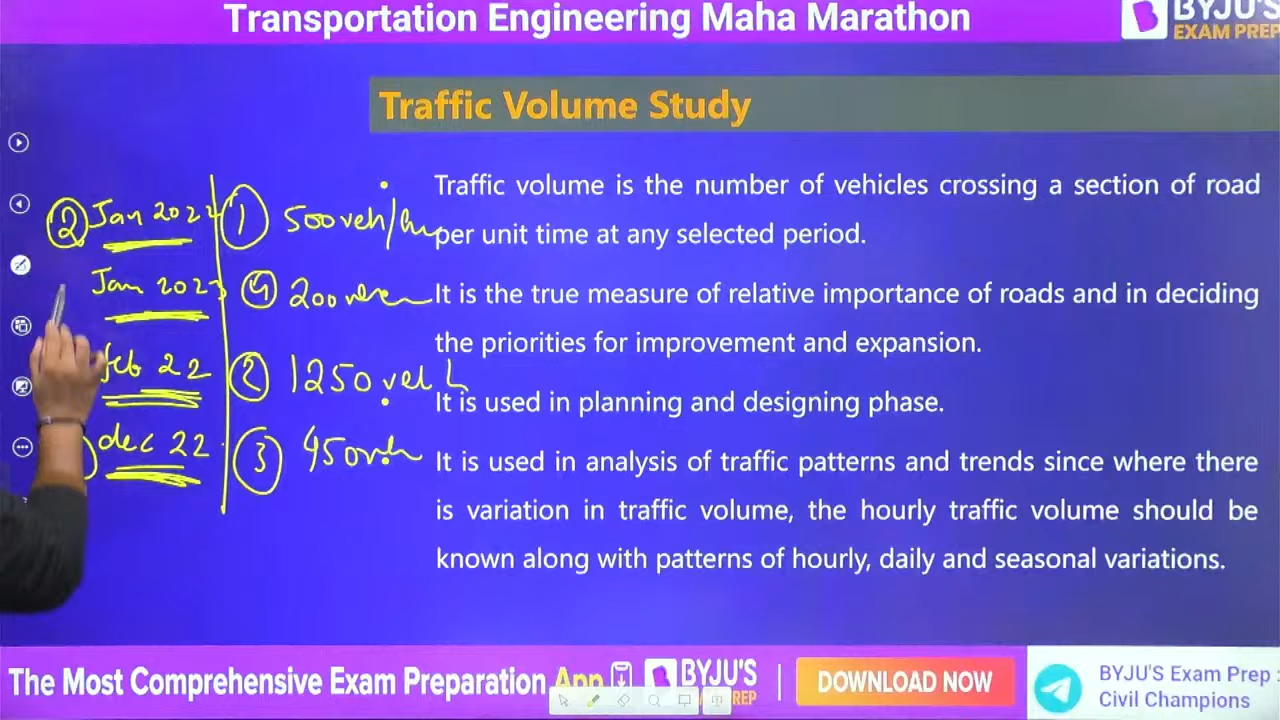 Transportation Engineering Maha Marathon
BYJU'S
EXAM PREP
Traffic Volume Study
Traffic volume is the number of vehicles crossing a section of road
per unit time at any selected period.
It is the true measure of relative importance of roads and in deciding
the priorities for improvement and expansion.
It is used in planning and designing phase.
It is used in analysis of traffic patterns and trends since where there
is variation in traffic volume, the hourly traffic volume should be
known along with patterns of hourly, daily and seasonal variations.
② Jan 2022 ① 500 veh/
Jan 2023 ④ 200
feb 22 ② 1250 veh
dec 22 ③ 450 veh
The Most Comprehensive Exam Preparation App
BYJU'S
EXAM PREP
DOWNLOAD NOW
BYJU'S Exam Prep :
Civil Champions